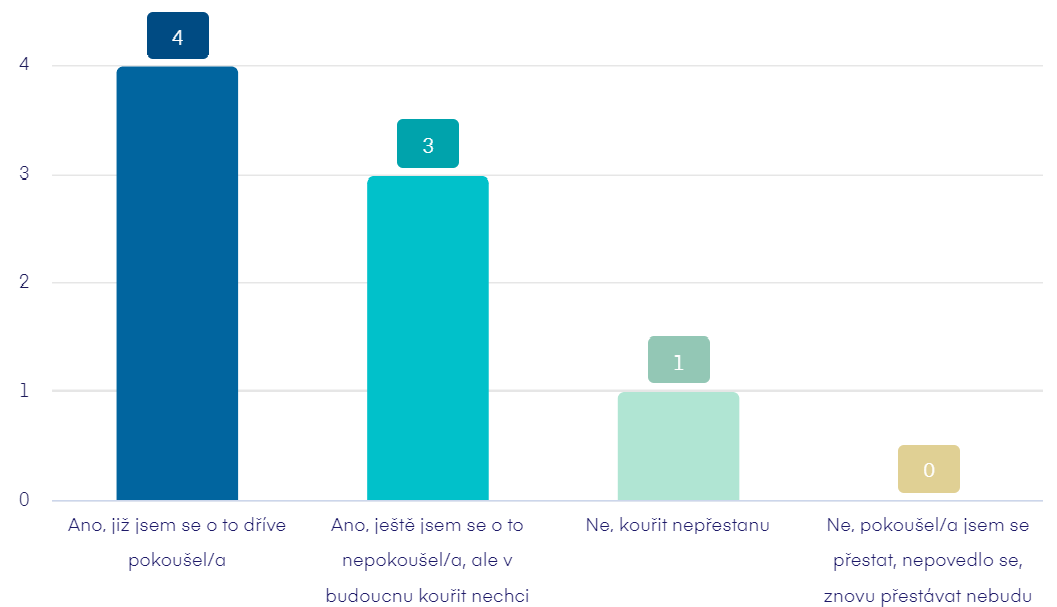 4
4
3
3
2
1
1
0
0
Ano, již jsem se o to dříve
pokoušel/a
Ano, ještě jsem se o to
nepokoušel/a, ale v
budoucnu kouřit nechci
Ne, kouřit nepřestanu
Ne, pokoušel/a jsem se
přestat, nepovedlo se,
znovu přestávat nebudu